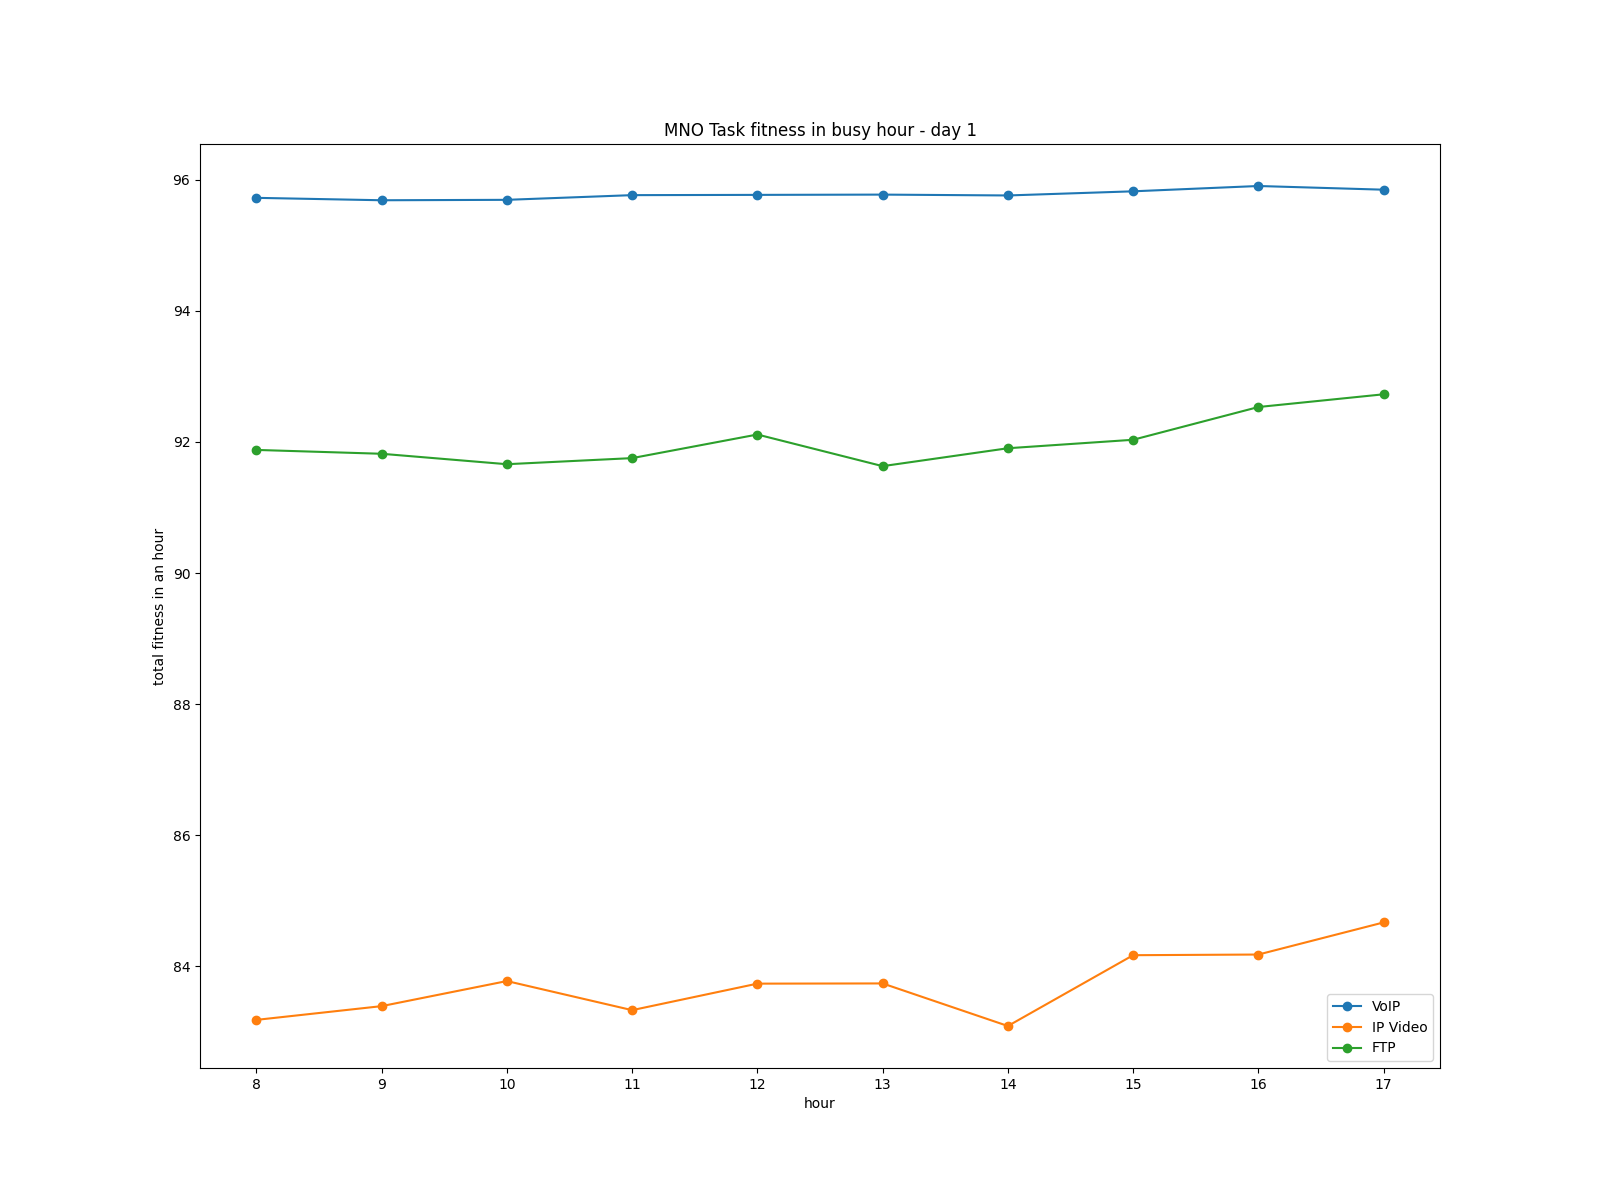 MNO Task fitness in busy hour - day 1
96
94
92
90
88
86
84
total fitness in an hour
8 9 10 11 12 13 14 15 16 17
hour
VoIP
IP Video
FTP